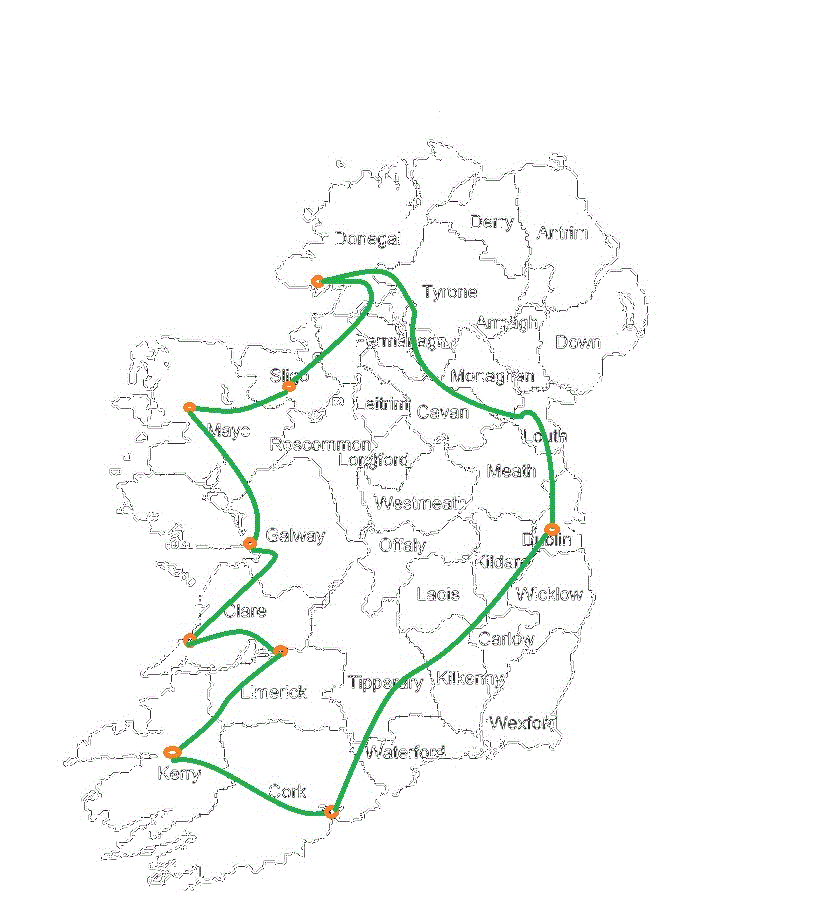 Derry
Antrim
Donegal
Tyrone
Armagh
Down
Fermanagh
Sligo
Monaghan
Leitrim
Cavan
Mayo
Louth
Roscommon
Longford
Meath
Westmeath
Galway
Dublin
Offaly
Kildare
Laois
Wicklow
Clare
Carlow
Tipperary
Kilkenny
Limerick
Wexford
Waterford
Kerry
Cork